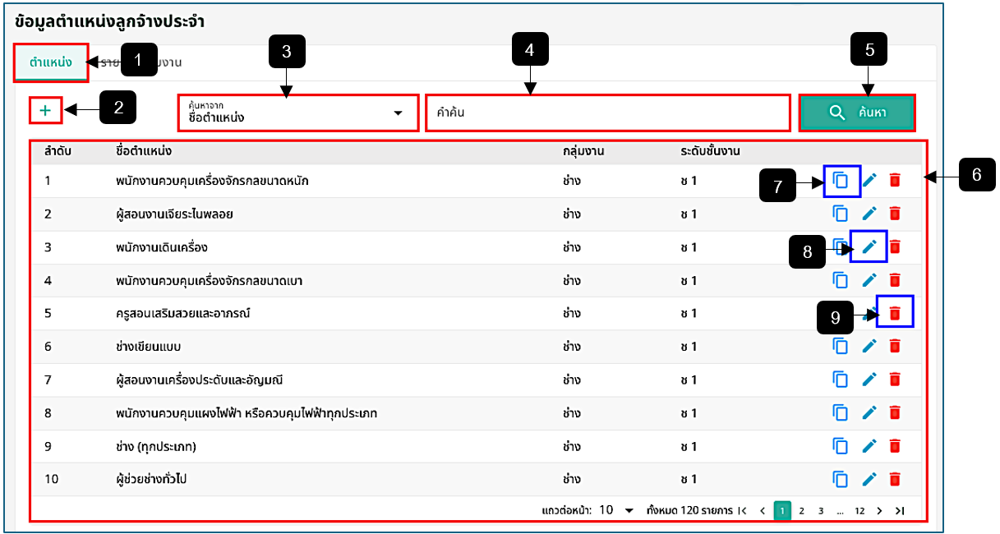 ข้อมูลตำแหน่งลูกจ้างประจำ
ตำแหน่ง 1 งาน
3
4
5
+ 2
ค้นหาจาก
ชื่อตำแหน่ง
คำค้น
ค้นหา
ลำดับ ชื่อตำแหน่ง กลุ่มงาน ระดับชั้นงาน
6
1 พนักงานควบคุมเครื่องจักรกลขนาดหนัก ช่าง ช 1
7
2 ผู้สอนงานเจียระไนพลอย ช่าง ช 1
3 พนักงานเดินเครื่อง ช่าง ช 1
8
4 พนักงานควบคุมเครื่องจักรกลขนาดเบา ช่าง ช 1
5 ครูสอนเสริมสวยและอาภรณ์ ช่าง ช 1
9
6 ช่างเขียนแบบ ช่าง ช 1
7 ผู้สอนงานเครื่องประดับและอัญมณี ช่าง ช 1
8 พนักงานควบคุมแผงไฟฟ้า หรือควบคุมไฟฟ้าทุกประเภท ช่าง ช 1
9 ช่าง (ทุกประเภท) ช่าง ช 1
10 ผู้ช่วยช่างทั่วไป ช่าง ช 1
แถวต่อหน้า: 10 ทั้งหมด 120 รายการ |< < 1 2 3 ... 12 > >|